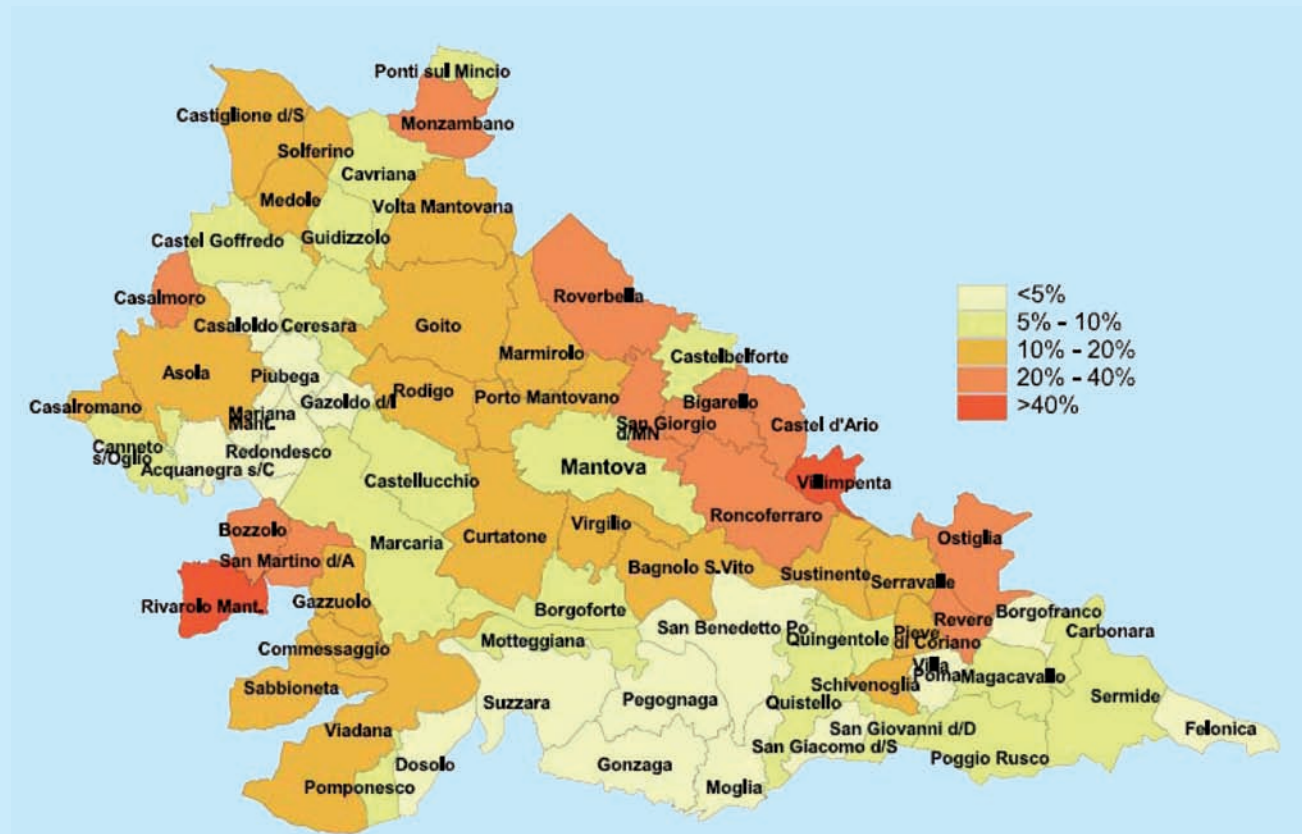 Ponti sul Mincio
Castiglione d/S
Monzambano
Solferino
Cavriana
Medole
Volta Mantovana
Castel Goffredo
Guidizzolo
Casalmoro
Roverbella
<5%
Casaloldo
Ceresara
Goito
5% - 10%
Marmirolo
Castelbelforte
10% - 20%
Asola
Piubega
20% - 40%
Rodigo
Porto Mantovano
>40%
Casalromano
Gazoldo d/I
Bigarello
Mariana
Mant.
San Giorgio
d/MN
Castel d'Ario
Canneto
s/Oglio
Redondesco
Acquanegra s/C
Mantova
Castellucchio
Villimpenta
Roncoferraro
Bozzolo
Virgilio
Curtatone
Marcaria
Ostiglia
San Martino d/A
Bagnolo S.Vito
Sustinente
Serravalle
Rivarolo Mant.
Gazzuolo
Borgoforte
Borgofranco
Revere
San Benedetto Po
Carbonara
Motteggiana
Quingentole
Pieve
di Coriano
Commessaggio
Villa
Poma
Magacavallo
Sabbioneta
Schivenoglia
Suzzara
Pegognaga
Quistello
Sermide
Viadana
San Giovanni d/D
Felonica
San Giacomo d/S
Poggio Rusco
Dosolo
Gonzaga
Pomponesco
Moglia